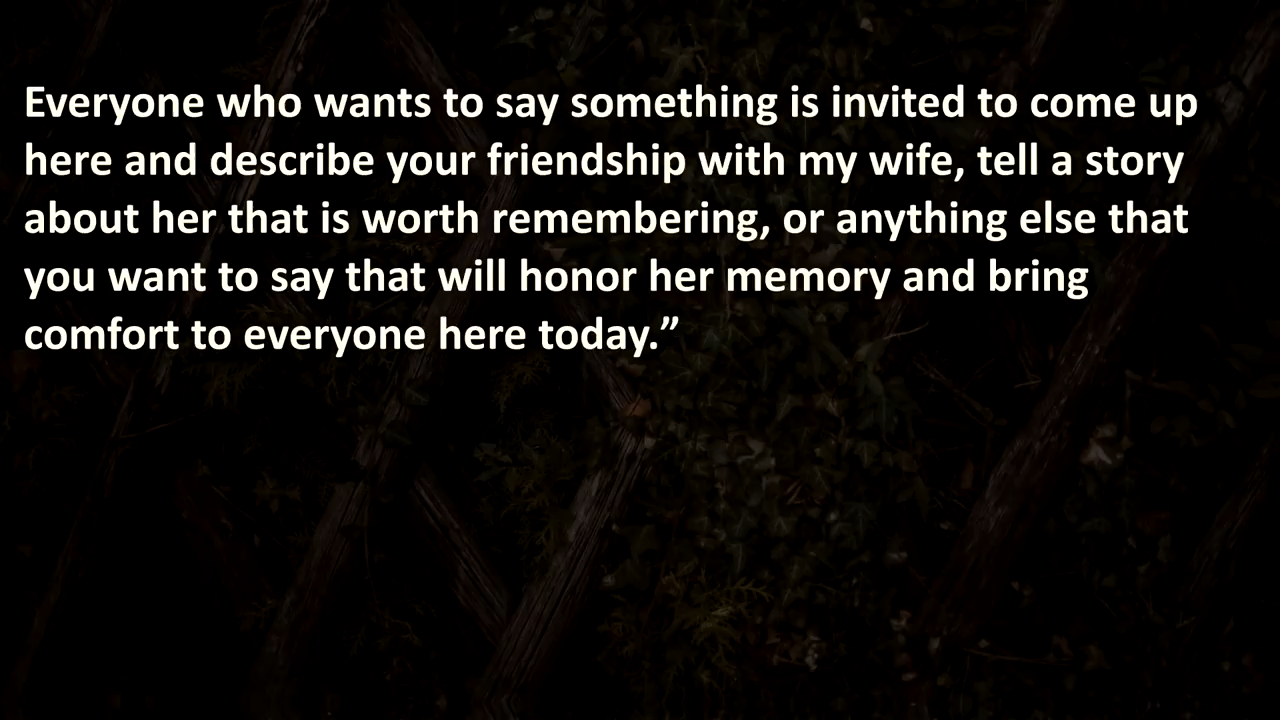 Everyone who wants to say something is invited to come up
here and describe your friendship with my wife, tell a story
about her that is worth remembering, or anything else that
you want to say that will honor her memory and bring
comfort to everyone here today.”